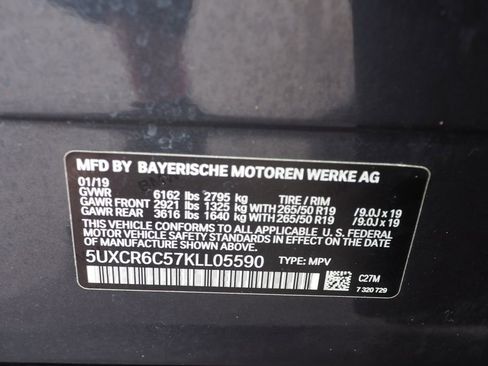 MFD BY BAYERISCHE MOTOREN WERKE AG
01/19
GVWR 6162 lbs 2795 kg TIRE / RIM
GAWR FRONT 2921 lbs 1325 kg WITH 265/50 R19 /9.0J x 19
GAWR REAR 3616 lbs 1640 kg WITH 265/50 R19 /9.0J x 19
THIS VEHICLE CONFORMS TO ALL APPLICABLE U.S. FEDERAL
MOTOR VEHICLE SAFETY STANDARDS IN EFFECT ON THE DATE OF
MANUFACTURE SHOWN ABOVE.
5UXCR6C57KLL05590 TYPE: MPV
C27M
7 320 729